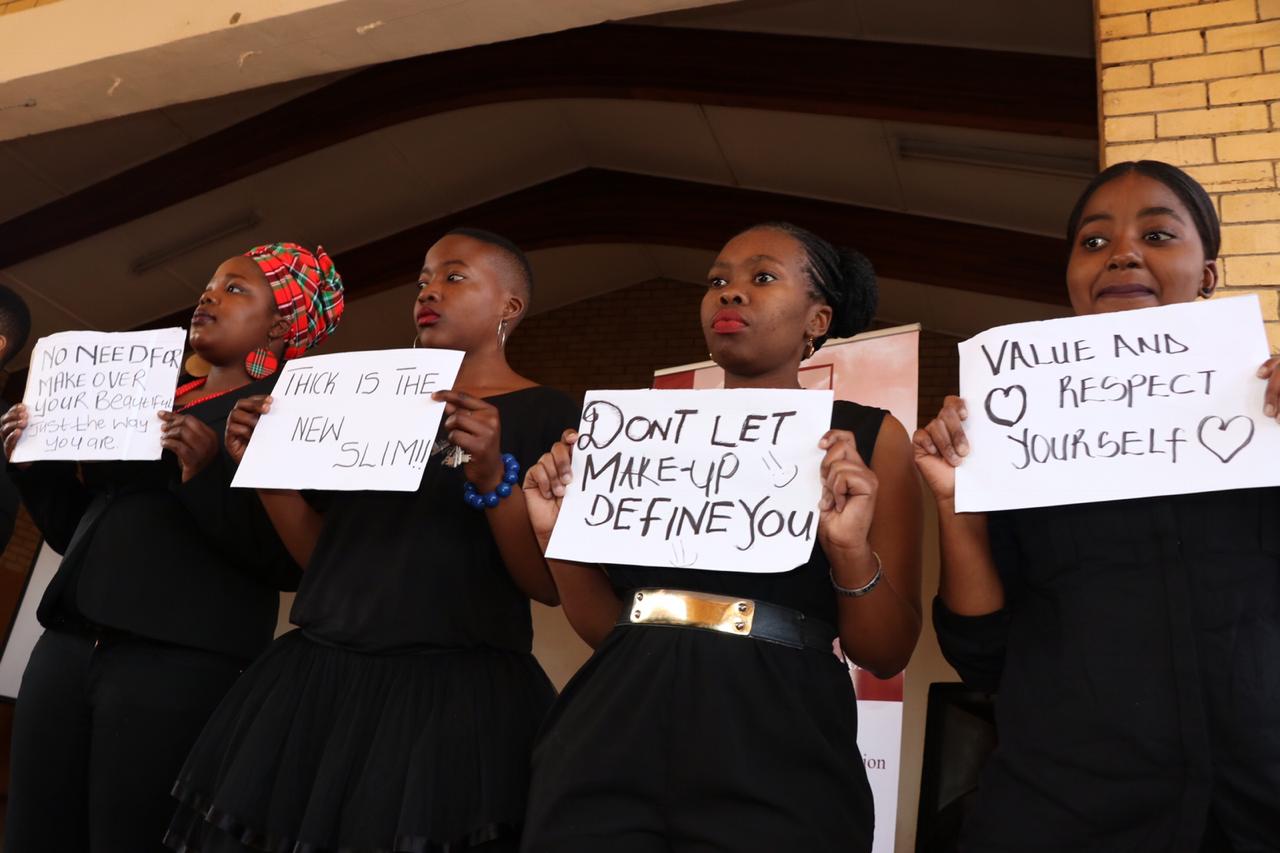 NO NEED FOR
MAKE OVER
YOUR BEAUTIFUL
Just the way
you are.
THICK IS THE
NEW
SLIM!!
DONT LET
MAKE-UP
DEFINE YOU
VALUE AND
RESPECT
YOURSELF
ion